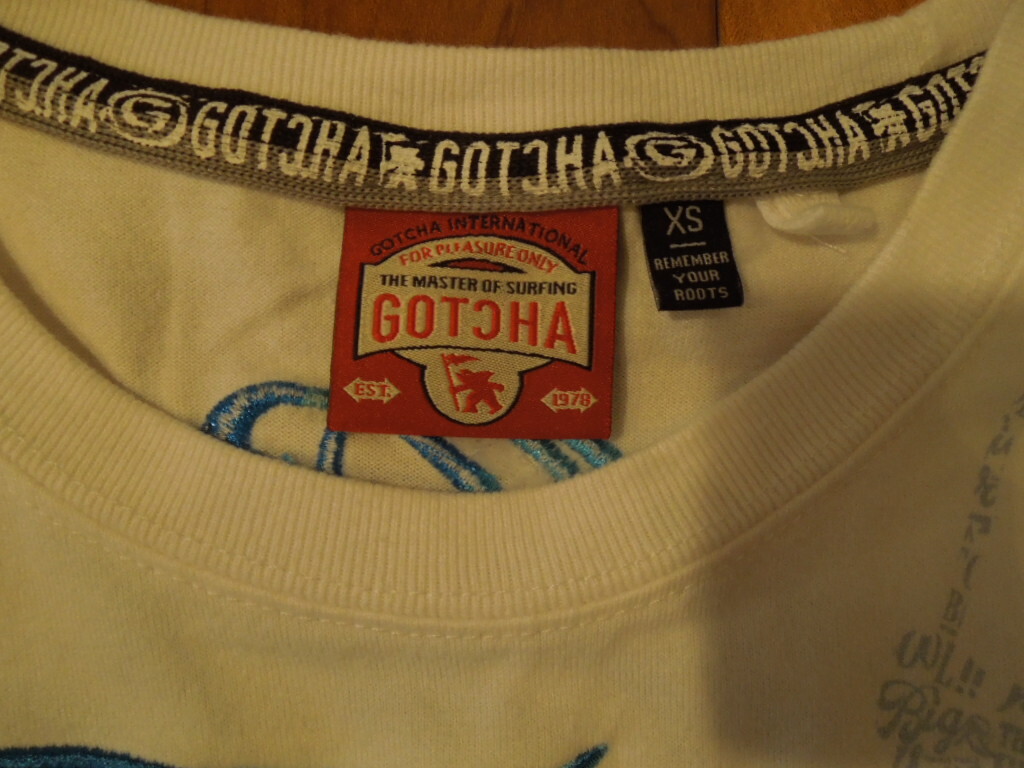 GOTCHA G GOTCHA GOTCHA G GOTCHA
GOTCHA INTERNATIONAL
FOR PLEASURE ONLY
THE MASTER OF SURFING
GOTCHA
EST. 1978
XS
REMEMBER
YOUR
ROOTS
Big